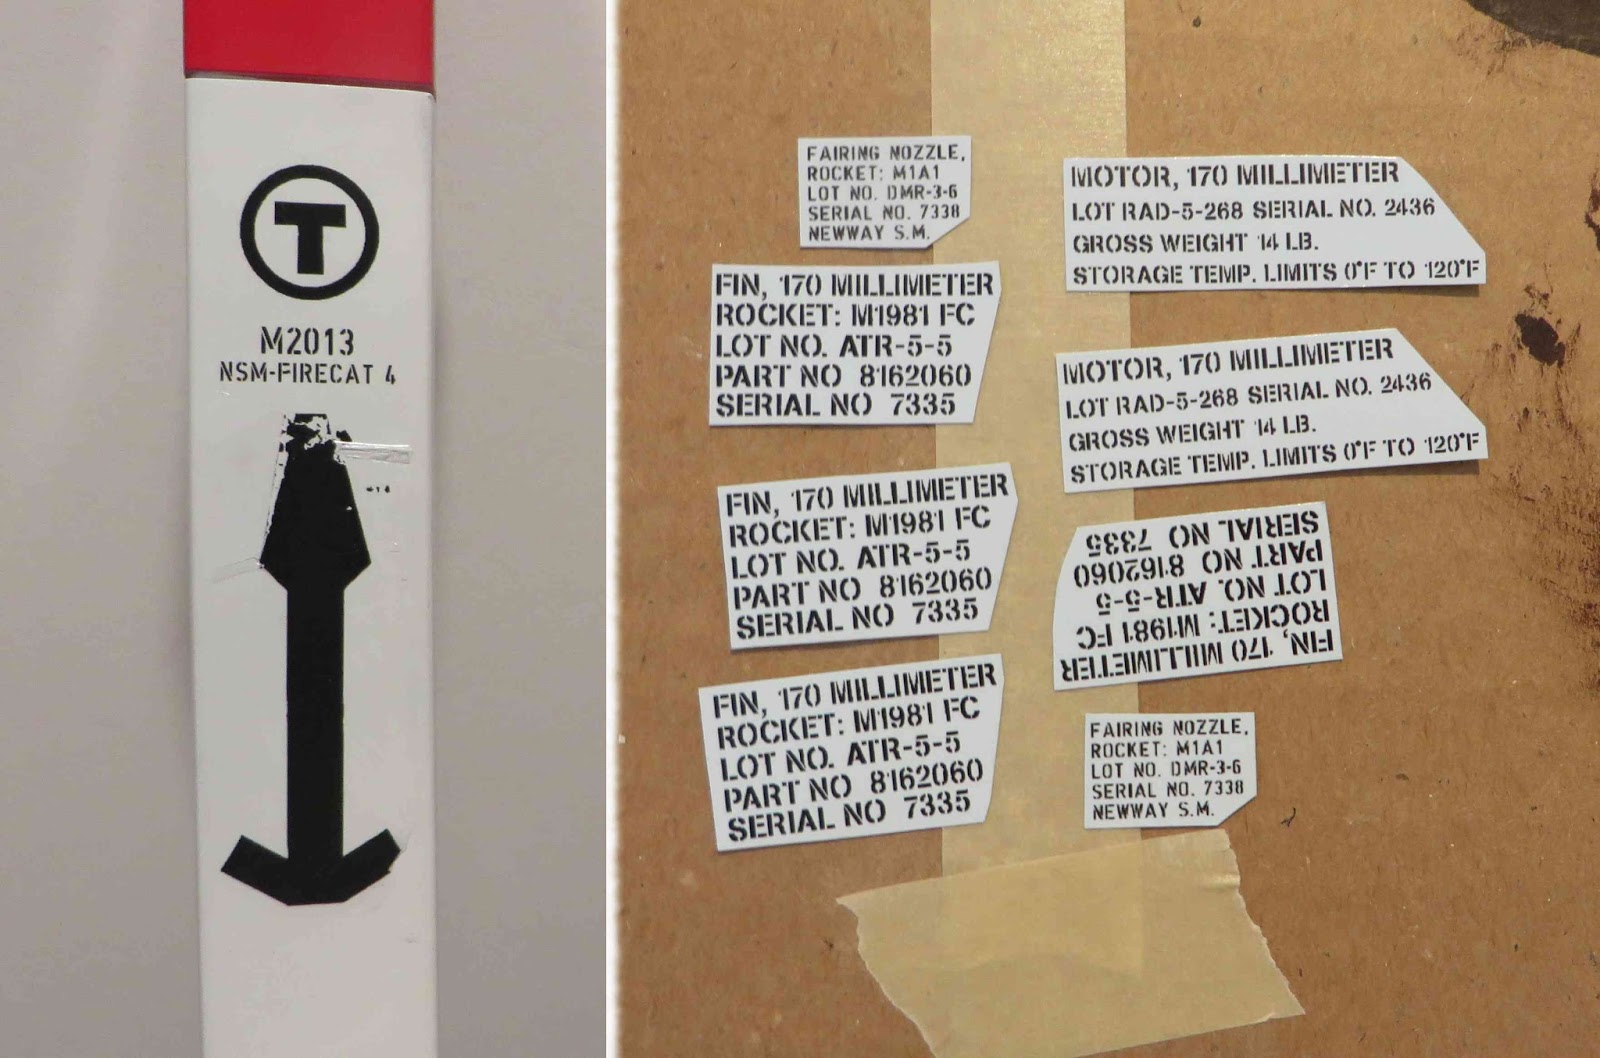 T
M2013
NSM-FIRECAT 4
FAIRING NOZZLE,
ROCKET: M1A1
LOT NO. DMR-3-6
SERIAL NO. 7338
NEWWAY S.M.
FIN, 170 MILLIMETER
ROCKET: M1981 FC
LOT NO. ATR-5-5
PART NO 8162060
SERIAL NO 7335
FIN, 170 MILLIMETER
ROCKET: M1981 FC
LOT NO. ATR-5-5
PART NO 8162060
SERIAL NO 7335
FIN, 170 MILLIMETER
ROCKET: M1981 FC
LOT NO. ATR-5-5
PART NO 8162060
SERIAL NO 7335
MOTOR, 170 MILLIMETER
LOT RAD-5-268 SERIAL NO. 2436
GROSS WEIGHT 14 LB.
STORAGE TEMP. LIMITS 0°F TO 120°F
MOTOR, 170 MILLIMETER
LOT RAD-5-268 SERIAL NO. 2436
GROSS WEIGHT 14 LB.
STORAGE TEMP. LIMITS 0°F TO 120°F
FIN, 170 MILLIMETER
ROCKET: M1981 FC
LOT NO. ATR-5-5
PART NO 8162060
SERIAL NO 7335
FAIRING NOZZLE,
ROCKET: M1A1
LOT NO. DMR-3-6
SERIAL NO. 7338
NEWWAY S.M.